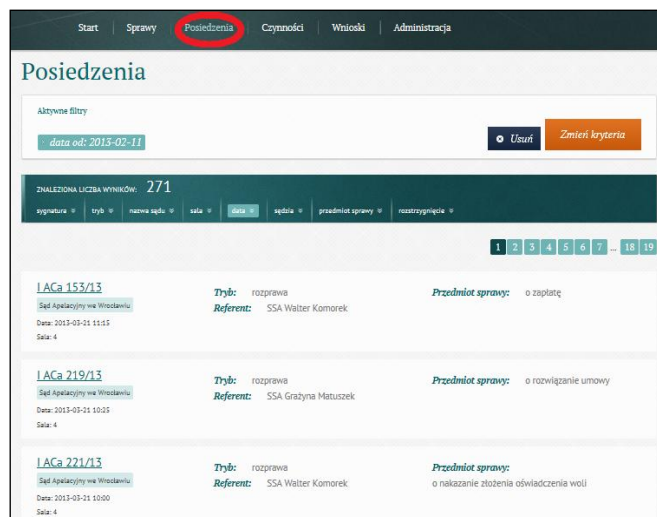 Start Sprawy Posiedzenia Czynności Wnioski Administracja
Posiedzenia
Aktywne filtry
data od: 2013-02-11
Usuń Zmień kryteria
ZNALEZIONA LICZBA WYNIKÓW: 271
sygnatura tryb nazwa sądu sala data sędzia przedmiot sprawy rozstrzygnięcie
1 2 3 4 5 6 7 ... 18 19
I ACa 153/13
Sąd Apelacyjny we Wrocławiu
Data: 2013-03-21 11:15
Sala: 4
Tryb: rozprawa
Referent: SSA Walter Komorek
Przedmiot sprawy: o zapłatę
I ACa 219/13
Sąd Apelacyjny we Wrocławiu
Data: 2013-03-21 10:25
Sala: 4
Tryb: rozprawa
Referent: SSA Grażyna Matuszek
Przedmiot sprawy: o rozwiązanie umowy
I ACa 221/13
Sąd Apelacyjny we Wrocławiu
Data: 2013-03-21 10:00
Sala: 4
Tryb: rozprawa
Referent: SSA Walter Komorek
Przedmiot sprawy:
o nakazanie złożenia oświadczenia woli